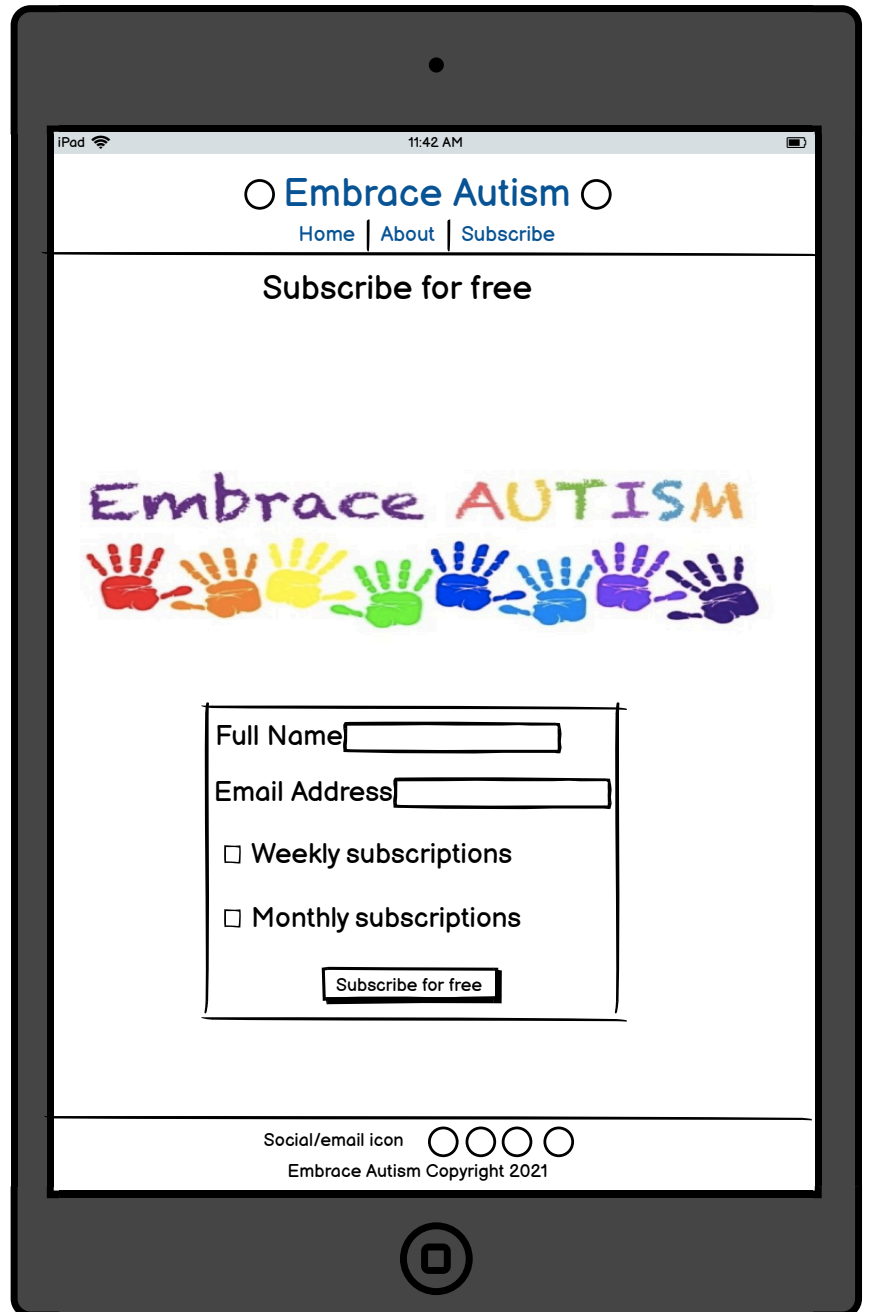 iPad 11:42 AM
Embrace Autism
Home About Subscribe
Subscribe for free
Embrace AUTISM
Full Name
Email Address
Weekly subscriptions
Monthly subscriptions
Subscribe for free
Social/email icon
Embrace Autism Copyright 2021